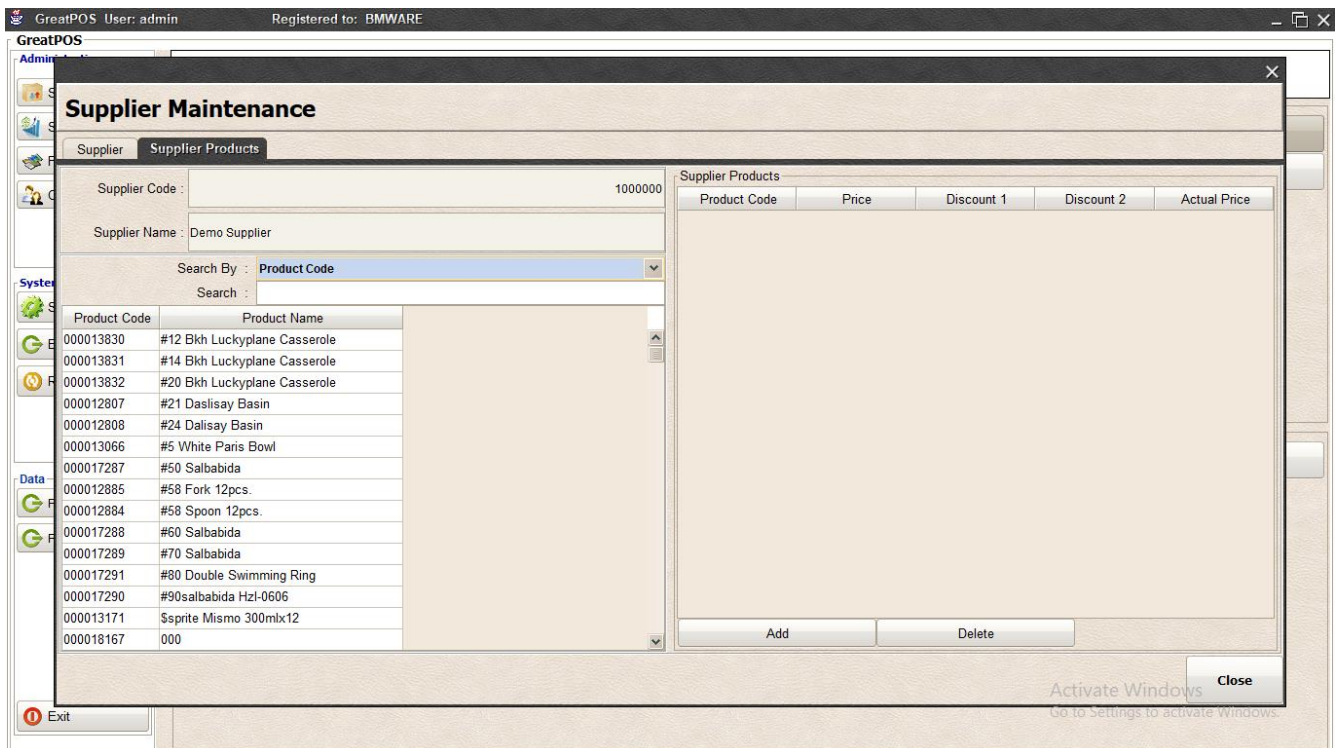 GreatPOS User: admin Registered to: BMWARE
GreatPOS
Supplier Maintenance
Supplier Supplier Products
Supplier Code : 1000000
Supplier Name : Demo Supplier
Search By : Product Code
Search :
Product Code Product Name
000013830 #12 Bkh Luckyplane Casserole
000013831 #14 Bkh Luckyplane Casserole
000013832 #20 Bkh Luckyplane Casserole
000012807 #21 Daslisay Basin
000012808 #24 Dalisay Basin
000013066 #5 White Paris Bowl
000017287 #50 Salbabida
000012885 #58 Fork 12pcs.
000012884 #58 Spoon 12pcs.
000017288 #60 Salbabida
000017289 #70 Salbabida
000017291 #80 Double Swimming Ring
000017290 #90salbabida Hzl-0606
000013171 $sprite Mismo 300mlx12
000018167 000
Supplier Products
Product Code Price Discount 1 Discount 2 Actual Price
Add Delete
Close
Activate Windows
Go to Settings to activate Windows.
Data
Exit